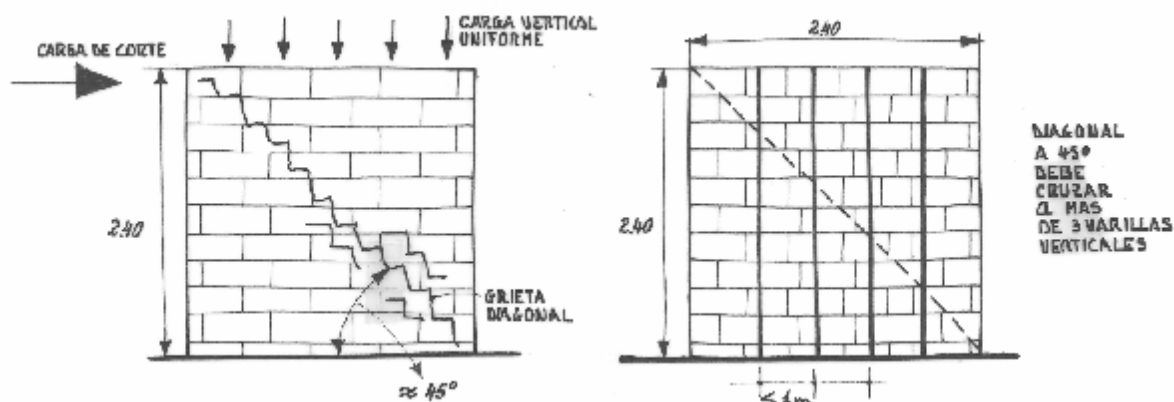 CARGA VERTICAL
UNIFORME
CARGA DE CORTE
2.40
GRIETA
DIAGONAL
≈ 45°
2.40
2.40
DIAGONAL
A 45°
DEBE
CRUZAR
A MAS
DE 3 VARILLAS
VERTICALES
≤ 1m